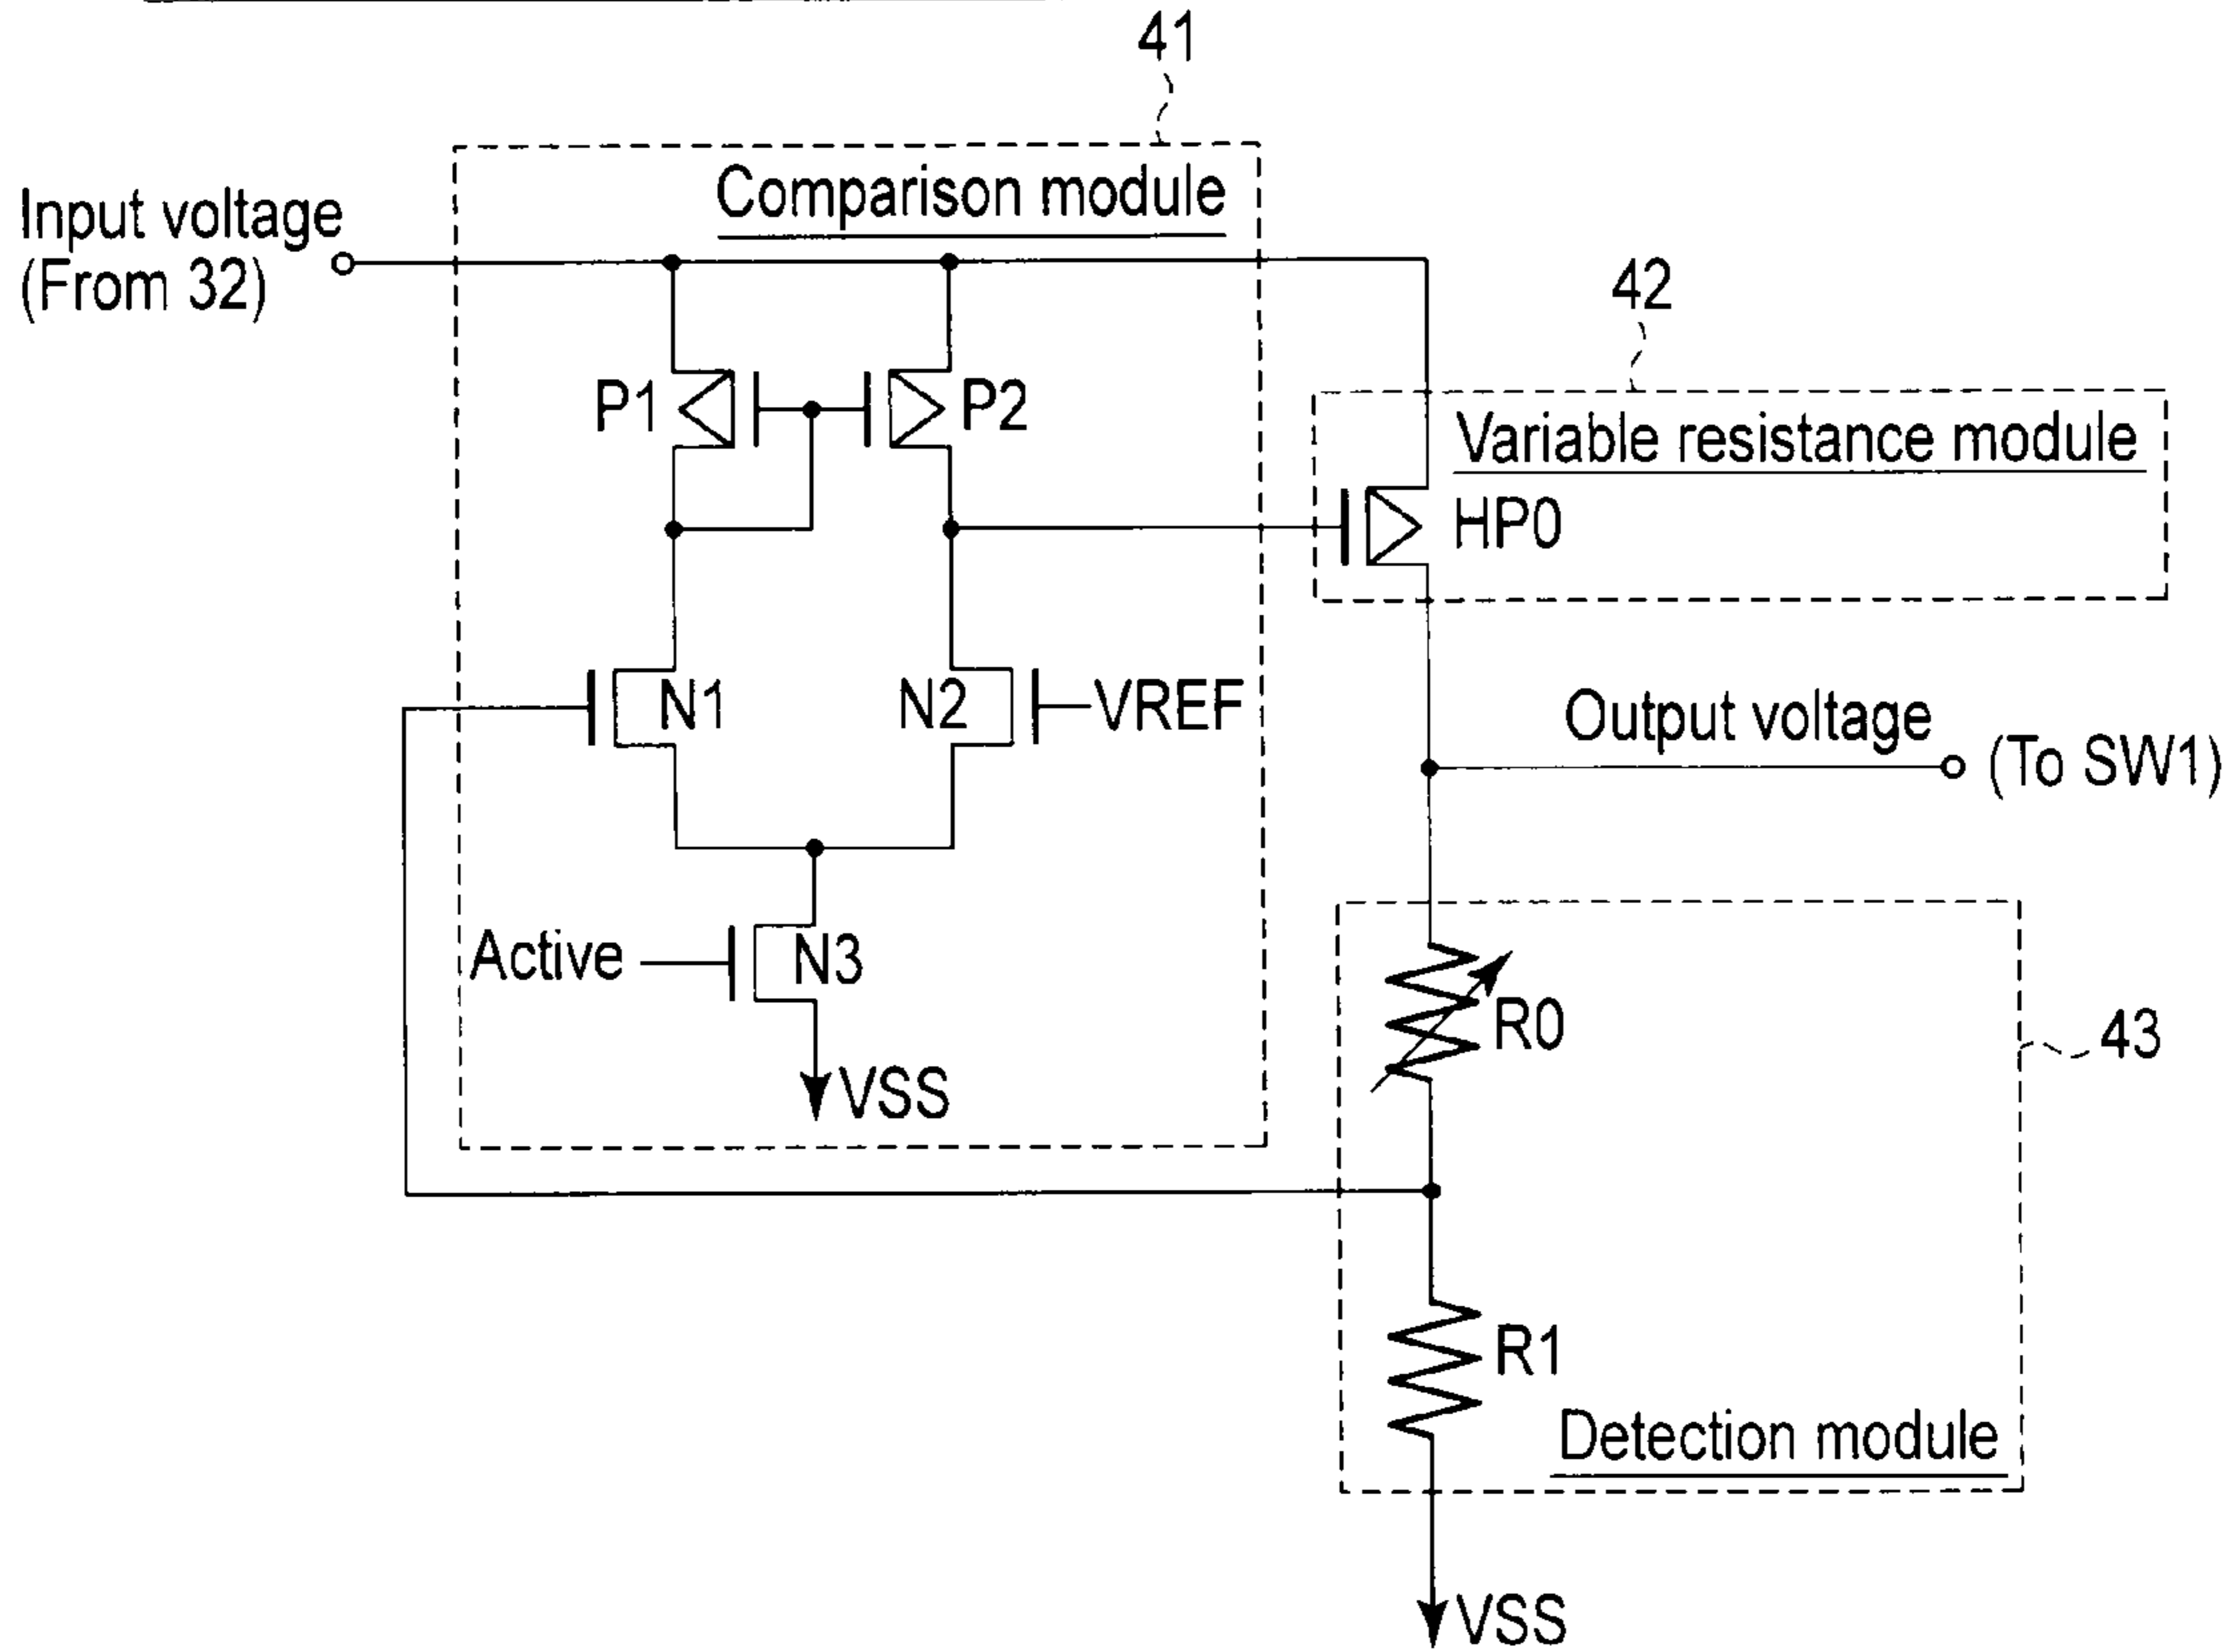 41
Comparison module
Input voltage
(From 32)
42
P1
P2
Variable resistance module
HP0
N1
N2
VREF
Output voltage
(To SW1)
Active
N3
R0
43
VSS
R1
Detection module
VSS